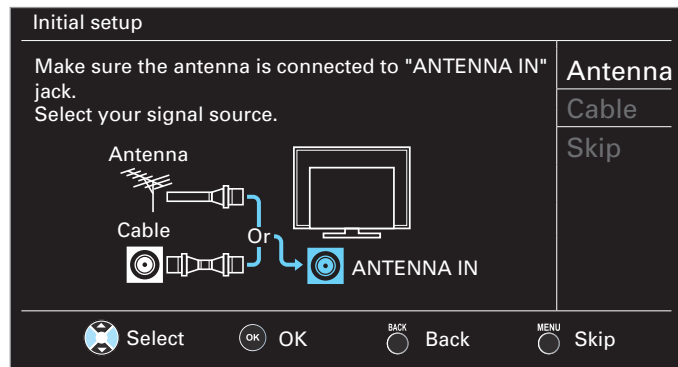 Initial setup
Make sure the antenna is connected to "ANTENNA IN"
jack.
Select your signal source.
Antenna
Cable
Skip
Antenna
Cable
Or
ANTENNA IN
Select
OK
OK
BACK
Back
MENU
Skip